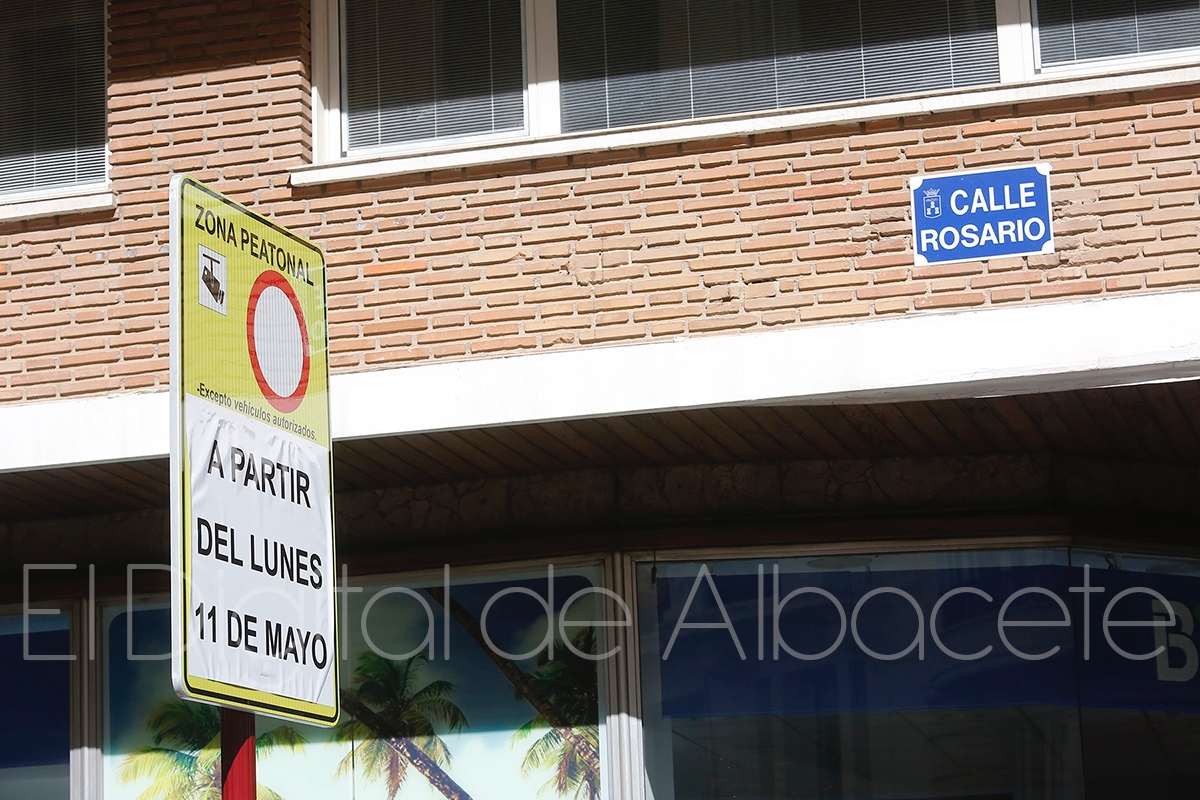 ZONA PEATONAL
-Excepto vehículos autorizados.
A PARTIR
DEL LUNES
11 DE MAYO
CALLE
ROSARIO
El Digital de Albacete